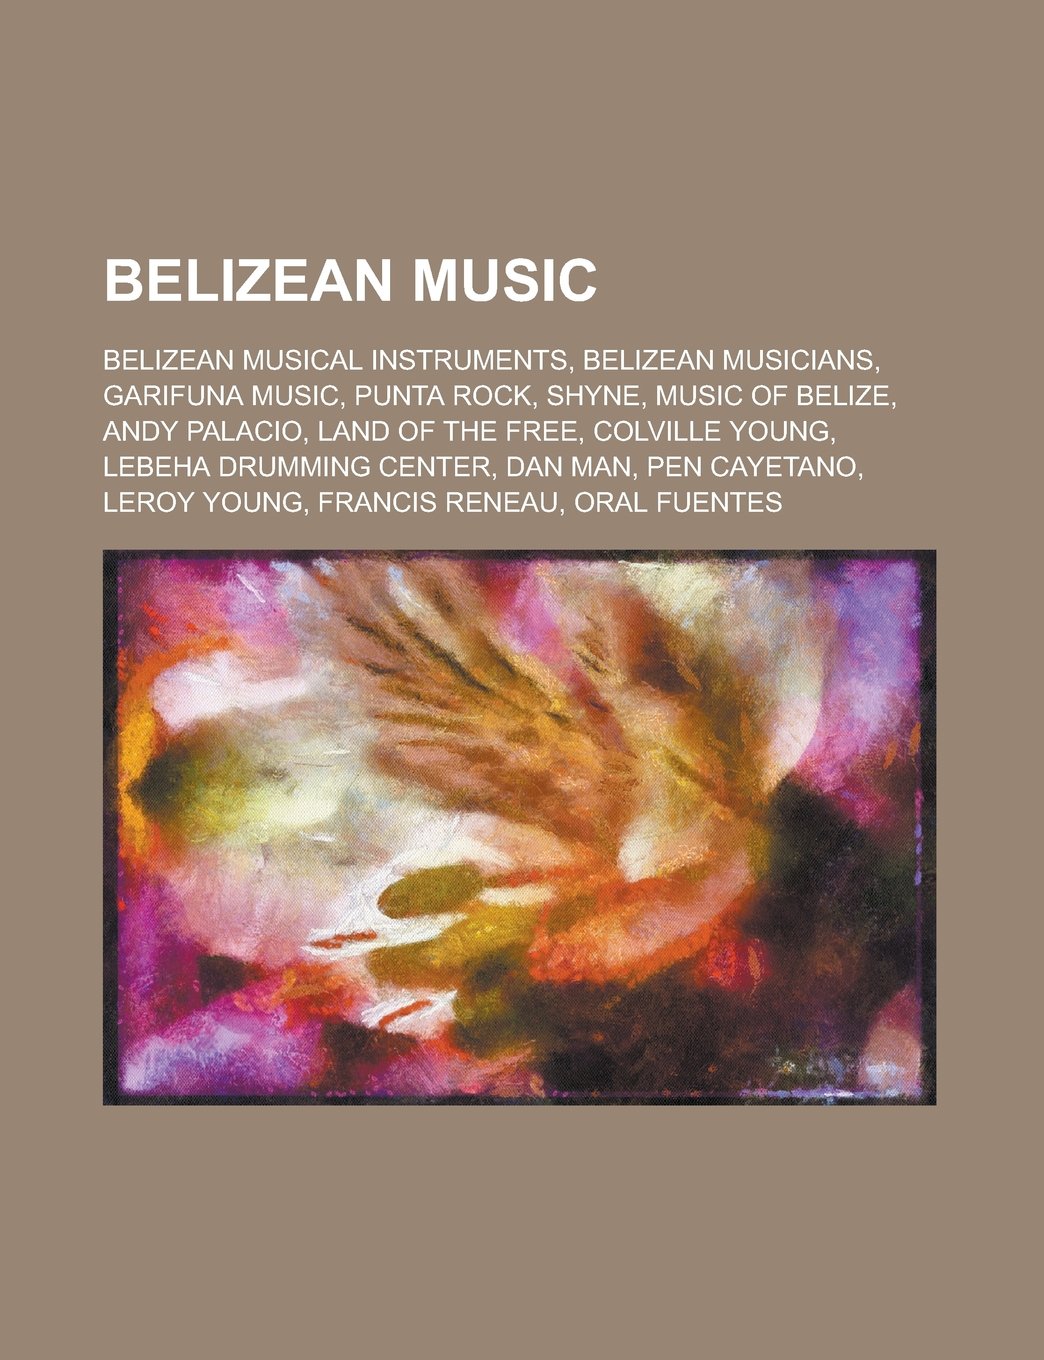 BELIZEAN MUSIC
BELIZEAN MUSICAL INSTRUMENTS, BELIZEAN MUSICIANS,
GARIFUNA MUSIC, PUNTA ROCK, SHYNE, MUSIC OF BELIZE,
ANDY PALACIO, LAND OF THE FREE, COLVILLE YOUNG,
LEBEHA DRUMMING CENTER, DAN MAN, PEN CAYETANO,
LEROY YOUNG, FRANCIS RENEAU, ORAL FUENTES